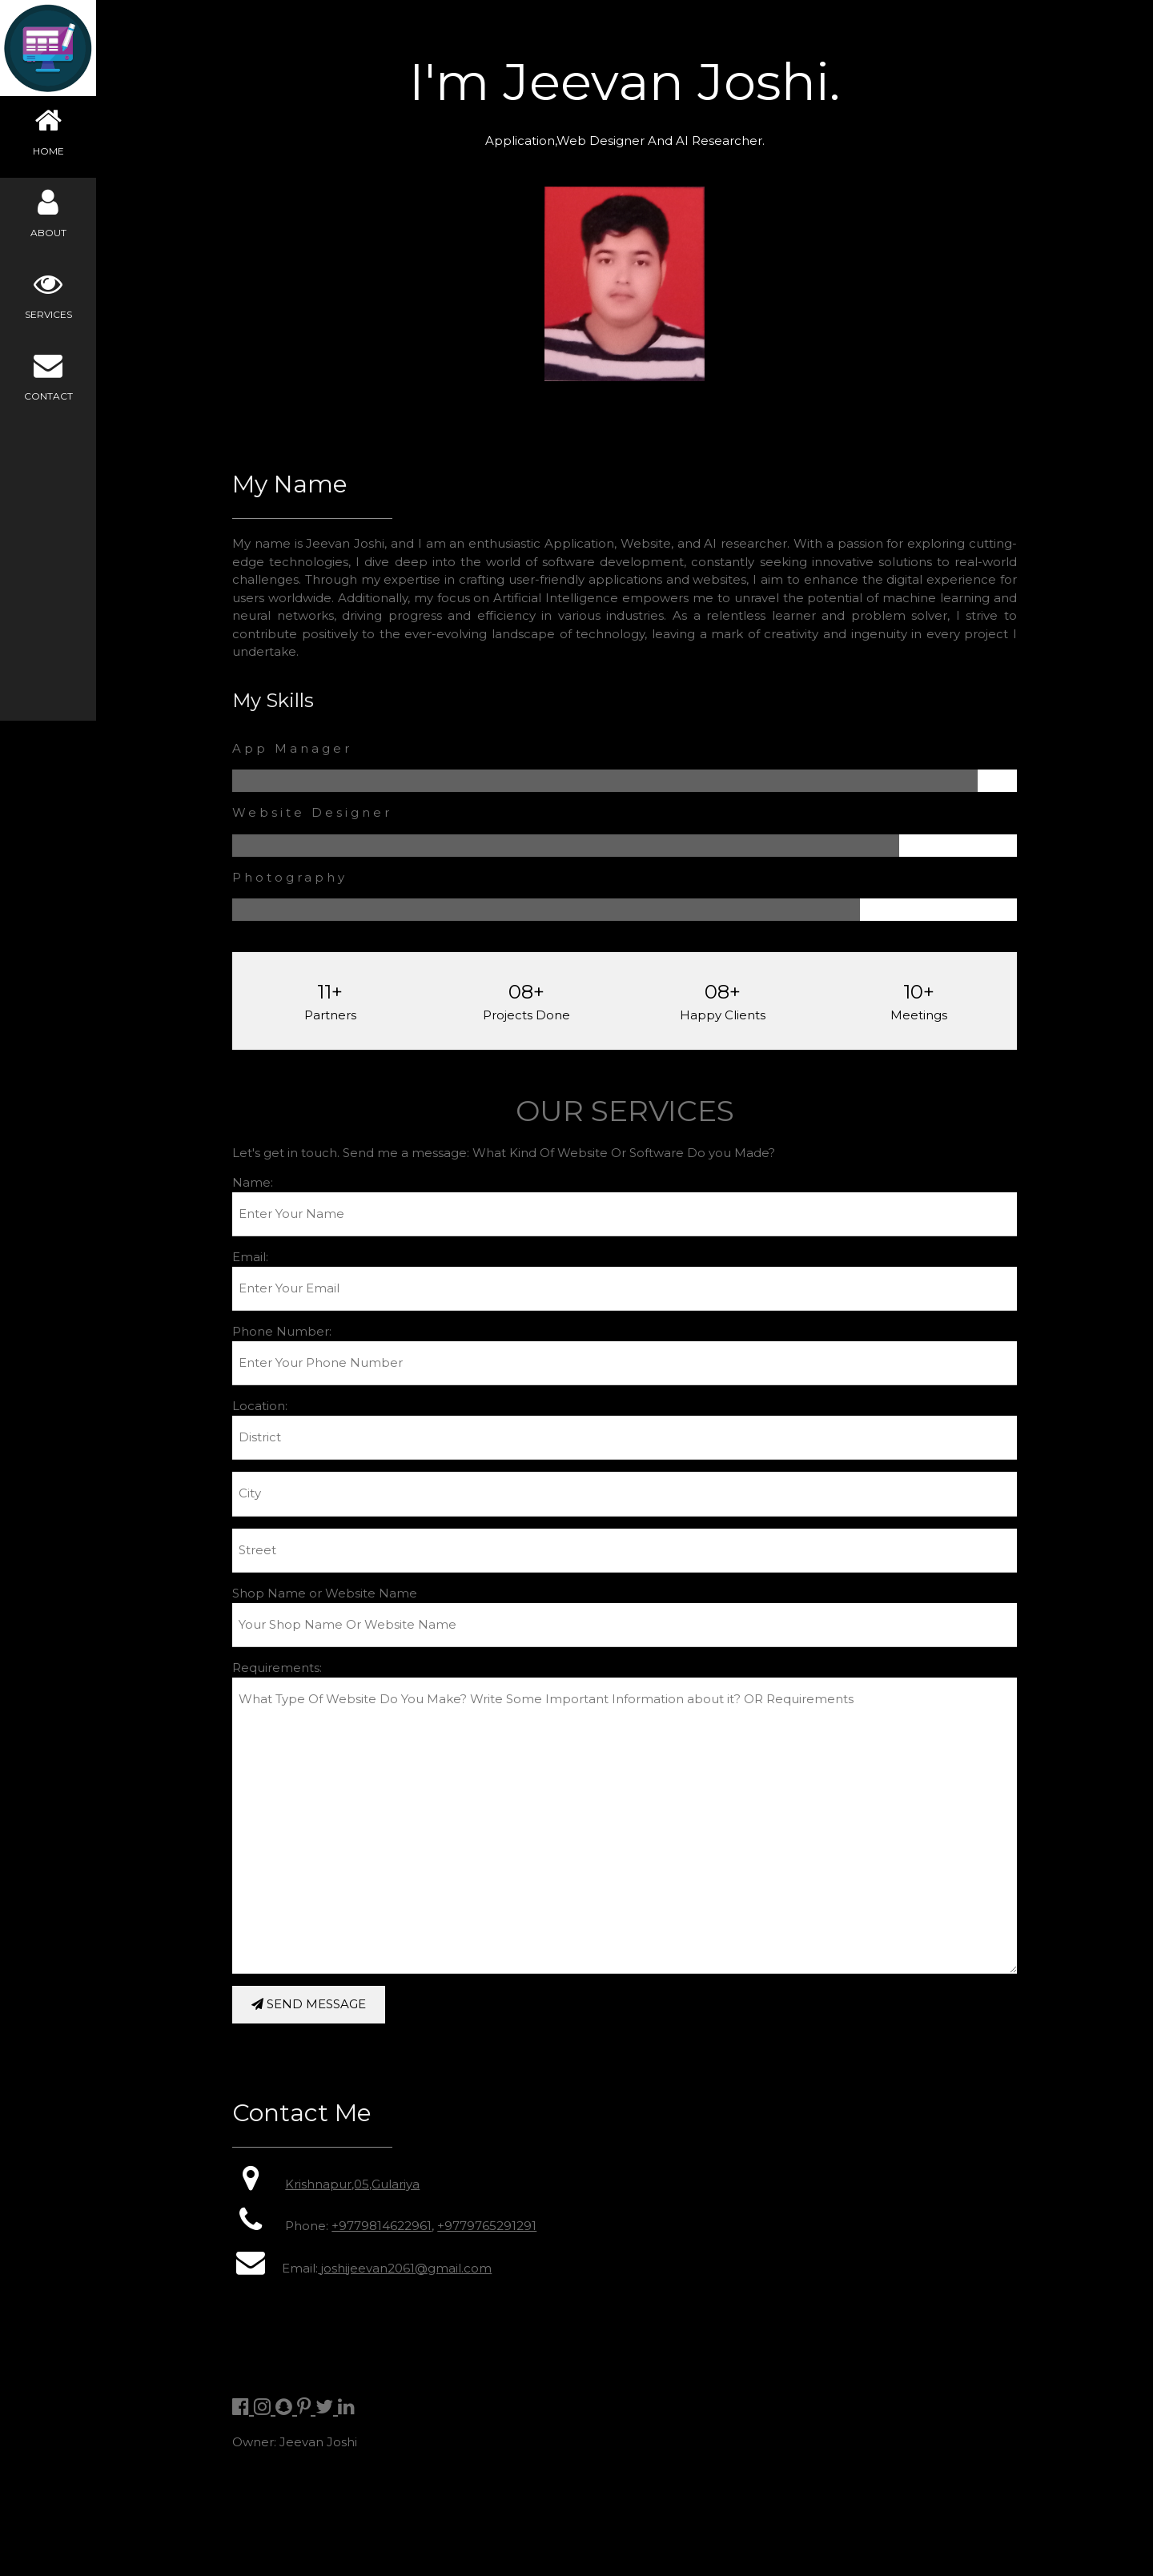 HOME
ABOUT
SERVICES
CONTACT
I'm Jeevan Joshi.
Application,Web Designer And AI Researcher.
My Name
My name is Jeevan Joshi, and I am an enthusiastic Application, Website, and AI researcher. With a passion for exploring cutting-
edge technologies, I dive deep into the world of software development, constantly seeking innovative solutions to real-world
challenges. Through my expertise in crafting user-friendly applications and websites, I aim to enhance the digital experience for
users worldwide. Additionally, my focus on Artificial Intelligence empowers me to unravel the potential of machine learning and
neural networks, driving progress and efficiency in various industries. As a relentless learner and problem solver, I strive to
contribute positively to the ever-evolving landscape of technology, leaving a mark of creativity and ingenuity in every project I
undertake.
My Skills
App Manager
Website Designer
Photography
11+ 08+ 08+ 10+
Partners Projects Done Happy Clients Meetings
OUR SERVICES
Let's get in touch. Send me a message: What Kind Of Website Or Software Do you Made?
Name:
Enter Your Name
Email:
Enter Your Email
Phone Number:
Enter Your Phone Number
Location:
District
City
Street
Shop Name or Website Name
Your Shop Name Or Website Name
Requirements:
What Type Of Website Do You Make? Write Some Important Information about it? OR Requirements
SEND MESSAGE
Contact Me
Krishnapur,05,Gulariya
Phone: +9779814622961, +9779765291291
Email: joshijeevan2061@gmail.com
Owner: Jeevan Joshi